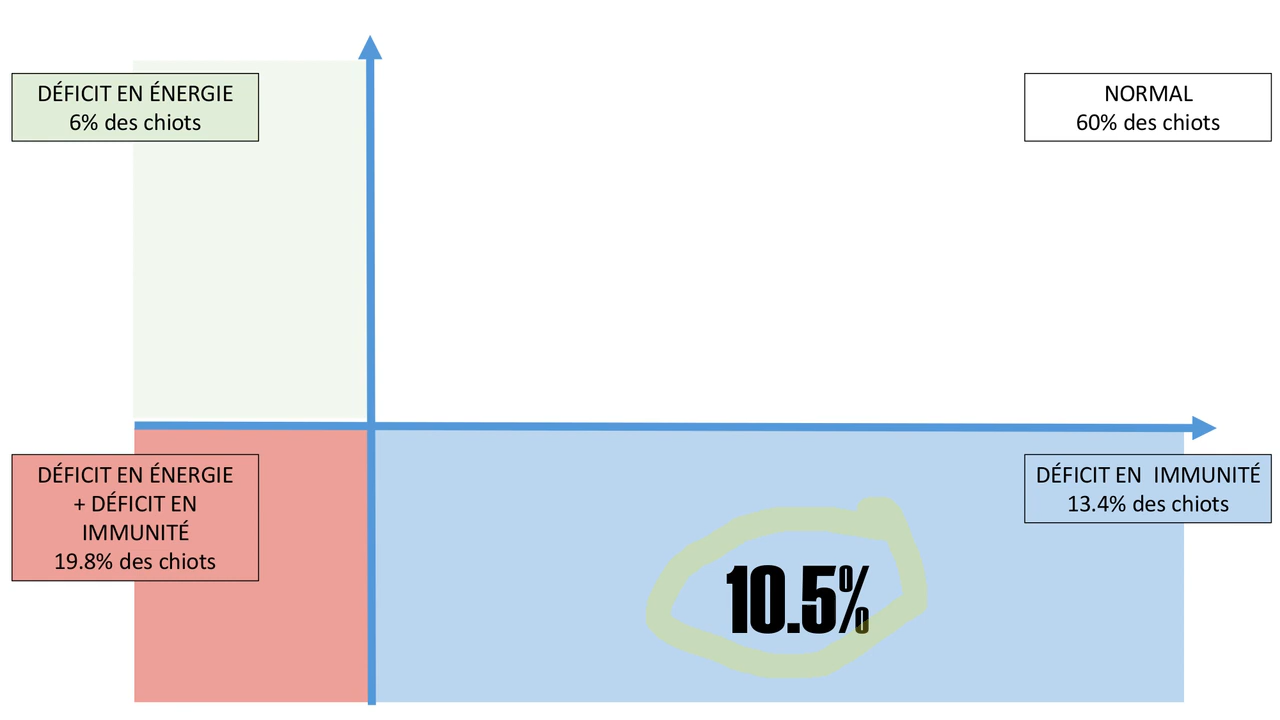 DÉFICIT EN ÉNERGIE
6% des chiots
NORMAL
60% des chiots
DÉFICIT EN ÉNERGIE
+ DÉFICIT EN
IMMUNITÉ
19.8% des chiots
DÉFICIT EN IMMUNITÉ
13.4% des chiots
10.5%